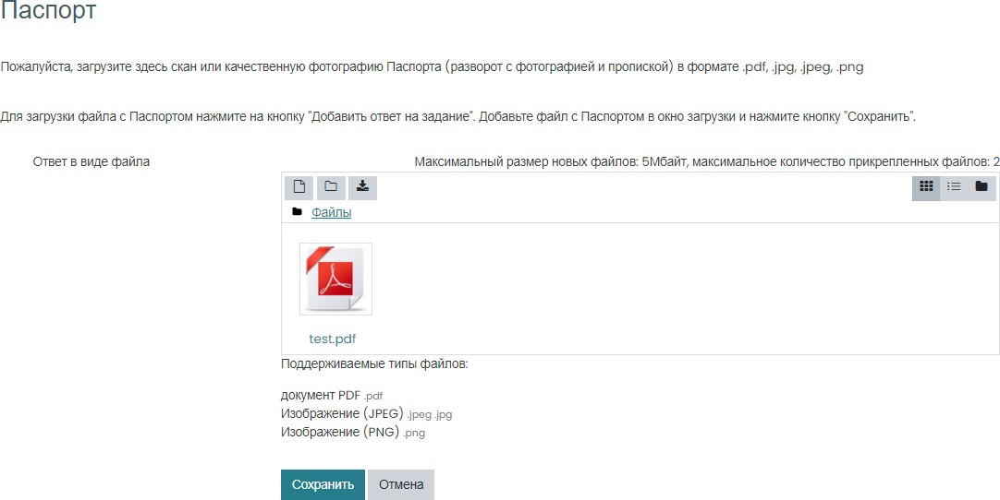 Паспорт
Пожалуйста, загрузите здесь скан или качественную фотографию Паспорта (разворот с фотографией и пропиской) в формате .pdf, .jpg, .jpeg, .png
Для загрузки файла с Паспортом нажмите на кнопку "Добавить ответ на задание". Добавьте файл с Паспортом в окно загрузки и нажмите кнопку "Сохранить".
Ответ в виде файла
Максимальный размер новых файлов: 5Мбайт, максимальное количество прикрепленных файлов: 2
Файлы
test.pdf
Поддерживаемые типы файлов:
документ PDF .pdf
Изображение (JPEG) .jpeg .jpg
Изображение (PNG) .png
Сохранить Отмена